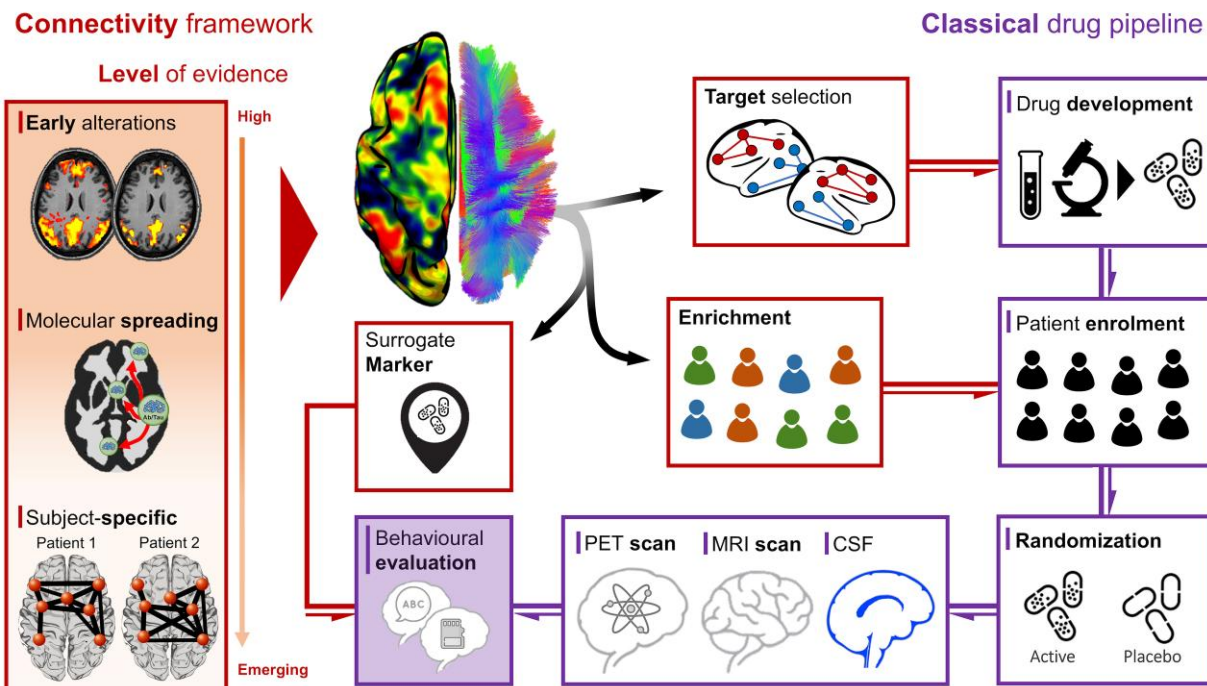 Connectivity framework
Classical drug pipeline
Level of evidence
High
Early alterations
Molecular spreading
Ab/Tau
Subject-specific
Patient 1
Patient 2
Emerging
Target selection
Drug development
Surrogate
Marker
Enrichment
Patient enrolment
Behavioural
evaluation
ABC
PET scan
MRI scan
CSF
Randomization
Active
Placebo